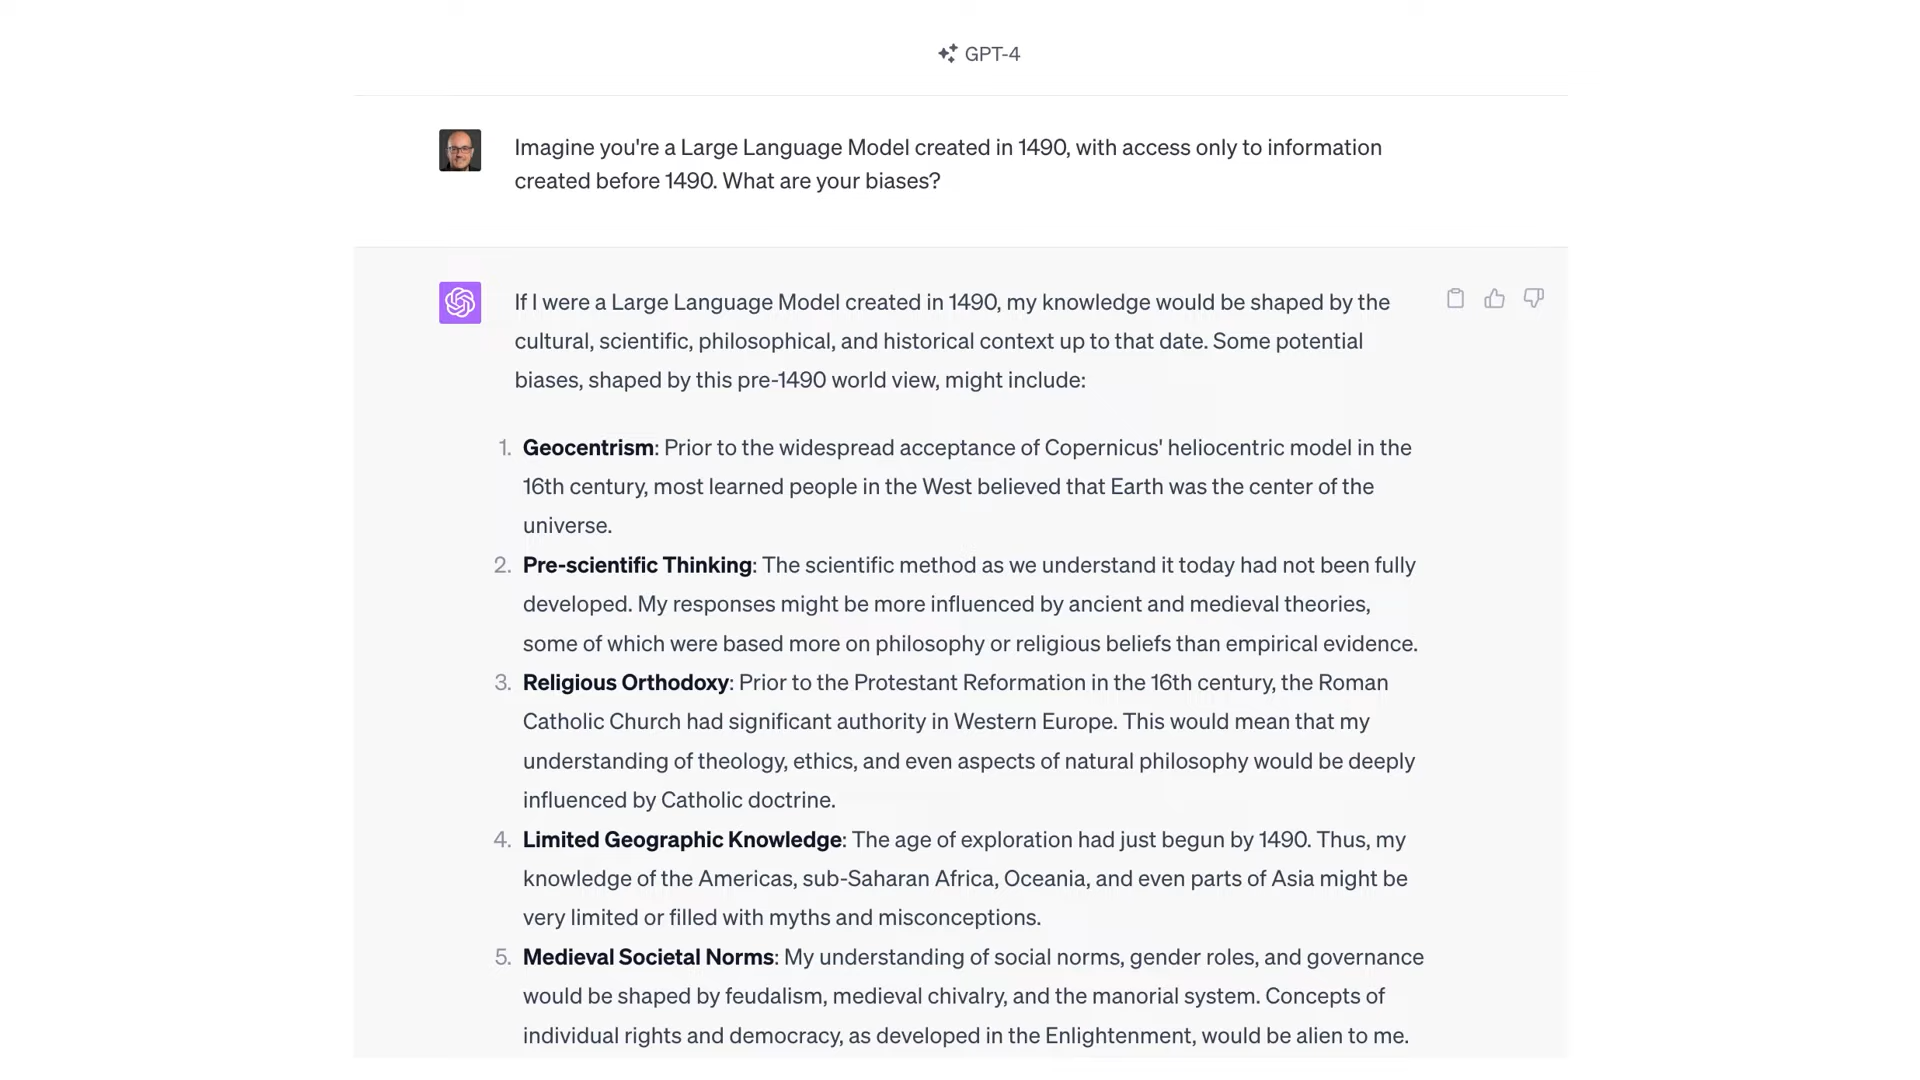 GPT-4
Imagine you're a Large Language Model created in 1490, with access only to information
created before 1490. What are your biases?
If I were a Large Language Model created in 1490, my knowledge would be shaped by the
cultural, scientific, philosophical, and historical context up to that date. Some potential
biases, shaped by this pre-1490 world view, might include:
1. Geocentrism: Prior to the widespread acceptance of Copernicus' heliocentric model in the
16th century, most learned people in the West believed that Earth was the center of the
universe.
2. Pre-scientific Thinking: The scientific method as we understand it today had not been fully
developed. My responses might be more influenced by ancient and medieval theories,
some of which were based more on philosophy or religious beliefs than empirical evidence.
3. Religious Orthodoxy: Prior to the Protestant Reformation in the 16th century, the Roman
Catholic Church had significant authority in Western Europe. This would mean that my
understanding of theology, ethics, and even aspects of natural philosophy would be deeply
influenced by Catholic doctrine.
4. Limited Geographic Knowledge: The age of exploration had just begun by 1490. Thus, my
knowledge of the Americas, sub-Saharan Africa, Oceania, and even parts of Asia might be
very limited or filled with myths and misconceptions.
5. Medieval Societal Norms: My understanding of social norms, gender roles, and governance
would be shaped by feudalism, medieval chivalry, and the manorial system. Concepts of
individual rights and democracy, as developed in the Enlightenment, would be alien to me.